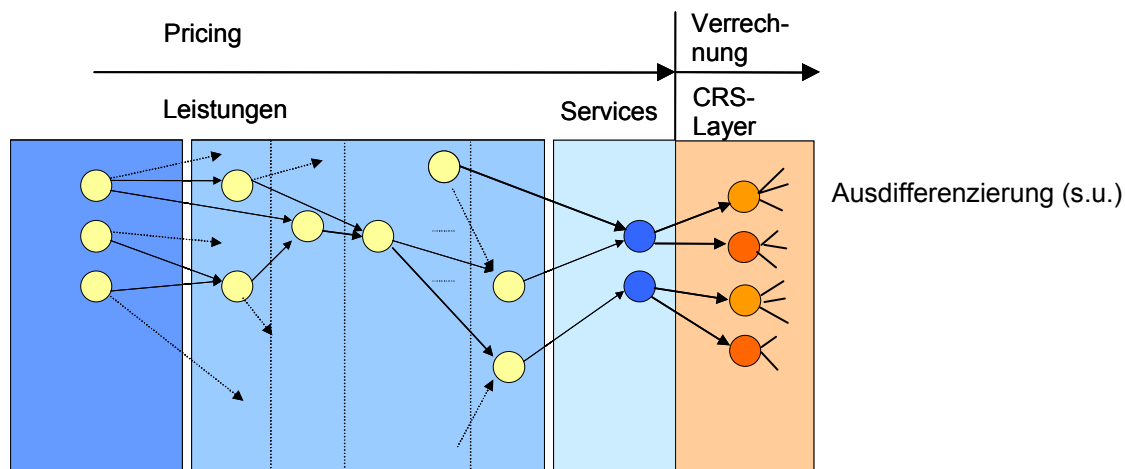 Pricing
Verrech-
nung
Leistungen
Services
CRS-
Layer
Ausdifferenzierung (s.u.)